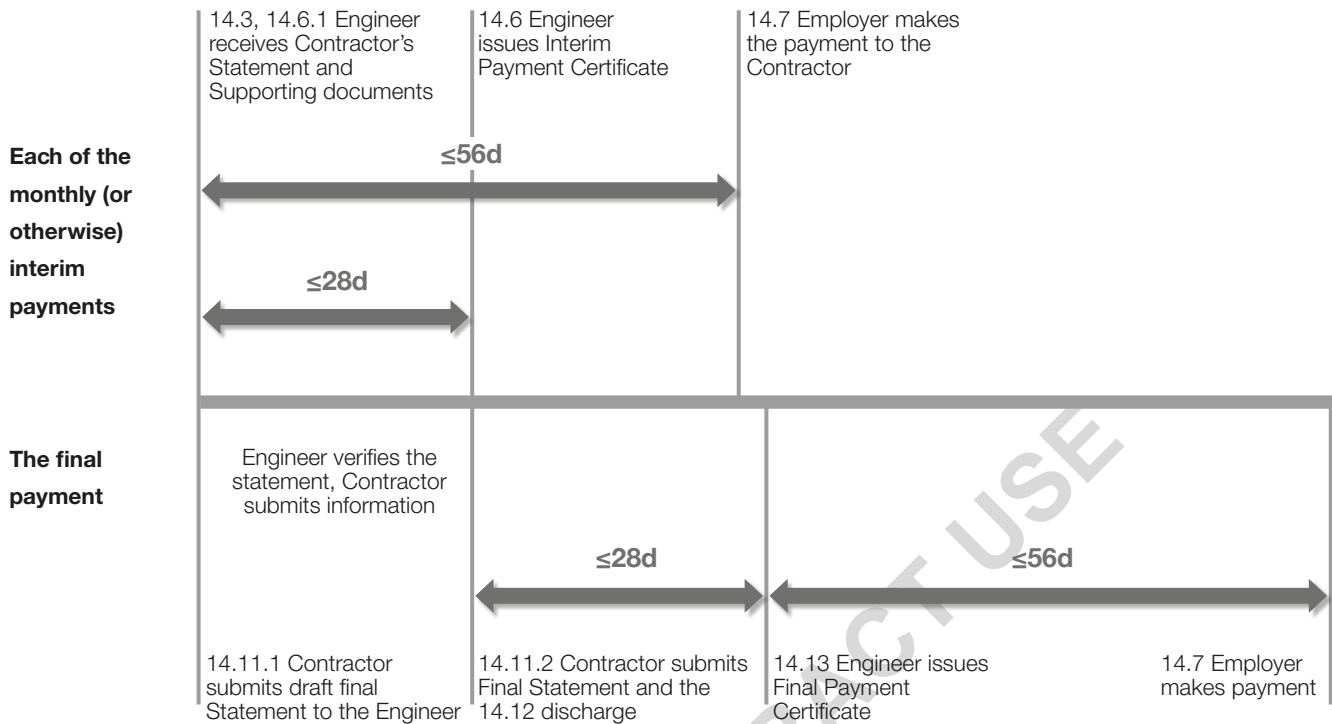 14.3, 14.6.1 Engineer
receives Contractor’s
Statement and
Supporting documents
14.6 Engineer
issues Interim
Payment Certificate
14.7 Employer makes
the payment to the
Contractor
Each of the
monthly (or
otherwise)
interim
payments
≤56d
≤28d
The final
payment
Engineer verifies the
statement, Contractor
submits information
≤28d
≤56d
14.11.1 Contractor
submits draft final
Statement to the Engineer
14.11.2 Contractor submits
Final Statement and the
14.12 discharge
14.13 Engineer issues
Final Payment
Certificate
14.7 Employer
makes payment
ACT USE